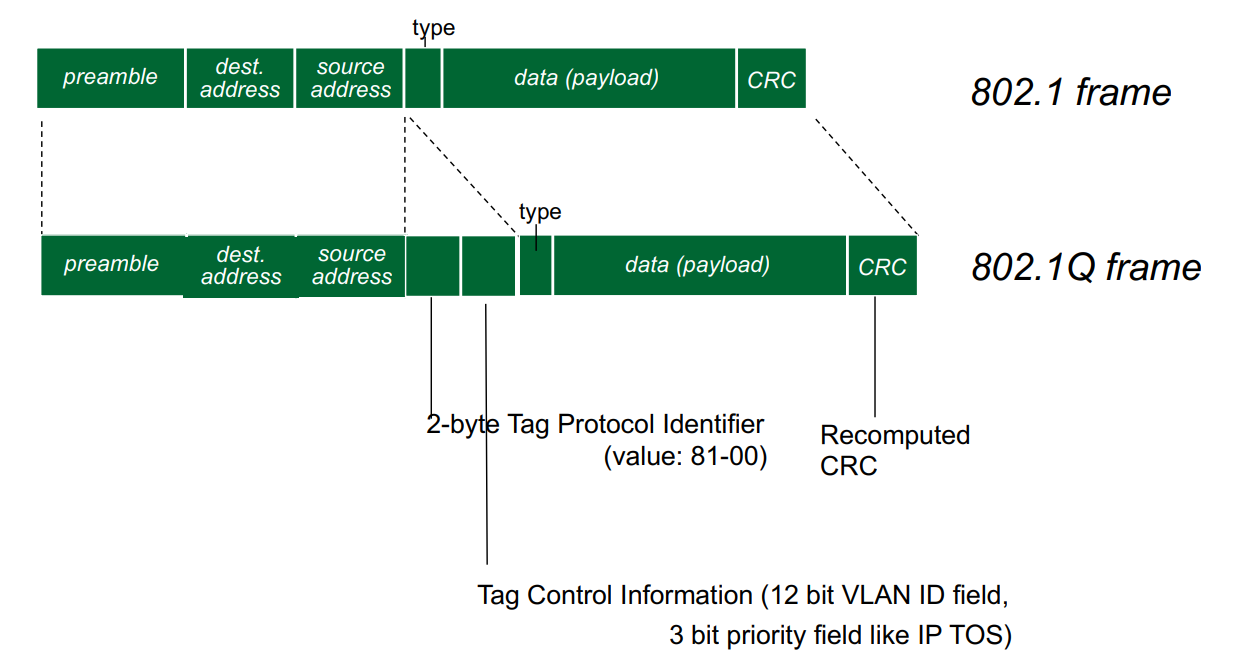 type
preamble
dest.
address
source
address
data (payload)
CRC
802.1 frame
type
preamble
dest.
address
source
address
data (payload)
CRC
802.1Q frame
2-byte Tag Protocol Identifier
(value: 81-00)
Recomputed
CRC
Tag Control Information (12 bit VLAN ID field,
3 bit priority field like IP TOS)